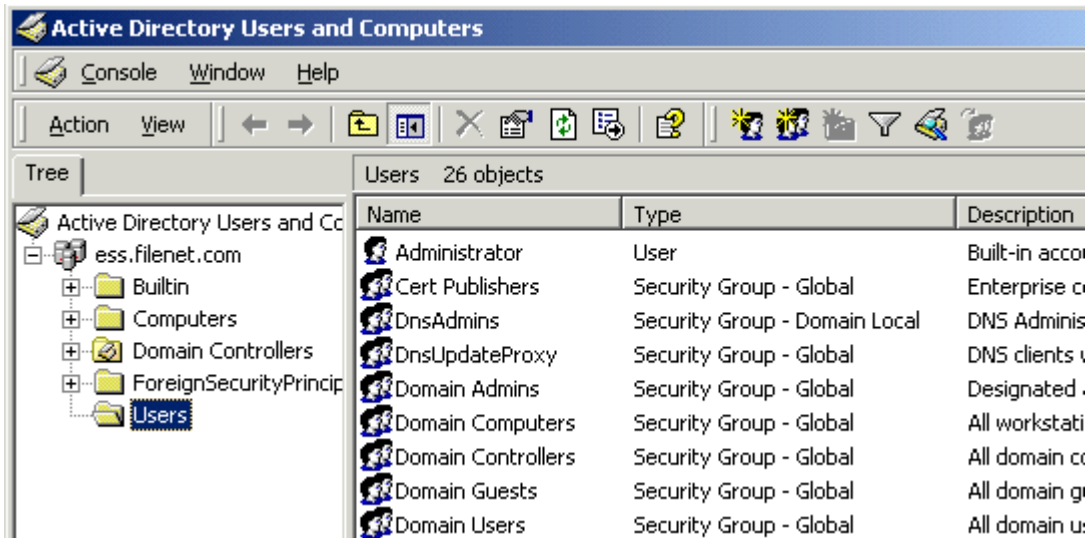 Active Directory Users and Computers
Console Window Help
Action View
Tree
Users 26 objects
Active Directory Users and Co
ess.filenet.com
Builtin
Computers
Domain Controllers
ForeignSecurityPrincip
Users
Name Type Description
Administrator User Built-in accou
Cert Publishers Security Group - Global Enterprise ce
DnsAdmins Security Group - Domain Local DNS Adminis
DnsUpdateProxy Security Group - Global DNS clients
Domain Admins Security Group - Global Designated
Domain Computers Security Group - Global All workstati
Domain Controllers Security Group - Global All domain co
Domain Guests Security Group - Global All domain gu
Domain Users Security Group - Global All domain us